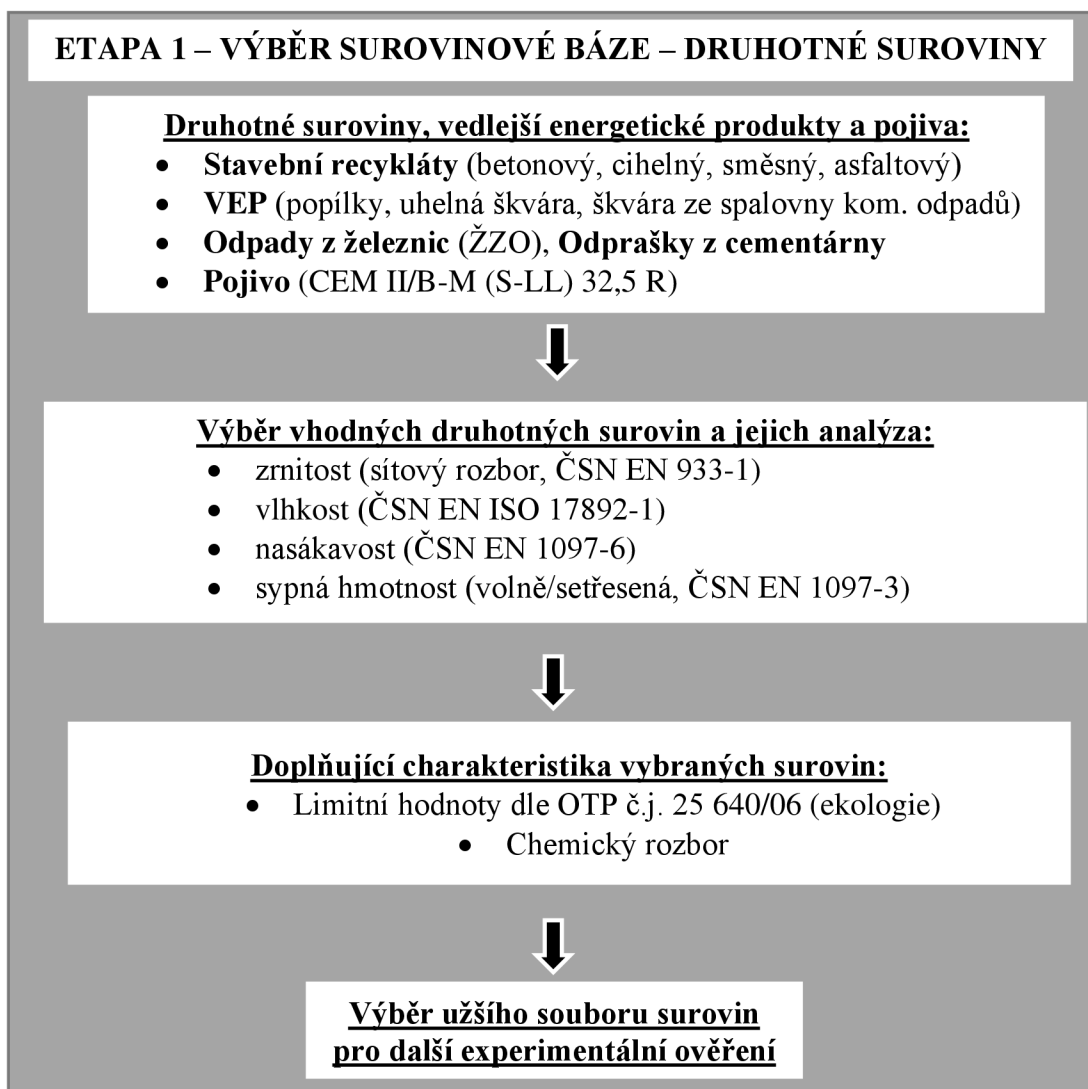 ETAPA 1 – VÝBĚR SUROVINOVÉ BÁZE – DRUHOTNÉ SUROVINY
Druhotné suroviny, vedlejší energetické produkty a pojiva:
• Stavební recykláty (betonový, cihelný, směsný, asfaltový)
• VEP (popílky, uhelná škvára, škvára ze spalovny kom. odpadů)
• Odpady z železnic (ŽZO), Odprašky z cementárny
• Pojivo (CEM II/B-M (S-LL) 32,5 R)
Výběr vhodných druhotných surovin a jejich analýza:
• zrnitost (sítový rozbor, ČSN EN 933-1)
• vlhkost (ČSN EN ISO 17892-1)
• nasákavost (ČSN EN 1097-6)
• sypná hmotnost (volně/setřesená, ČSN EN 1097-3)
Doplňující charakteristika vybraných surovin:
• Limitní hodnoty dle OTP č.j. 25 640/06 (ekologie)
• Chemický rozbor
Výběr užšího souboru surovin
pro další experimentální ověření